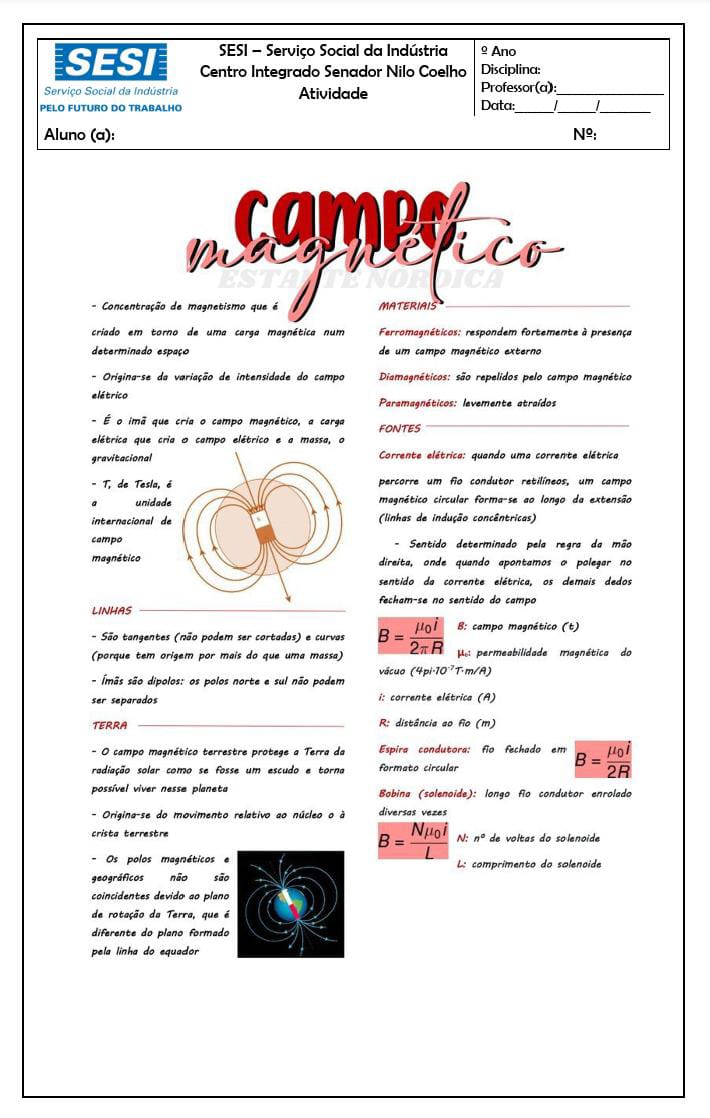 SESI
Serviço Social da Indústria
PELO FUTURO DO TRABALHO
SESI – Serviço Social da Indústria
Centro Integrado Senador Nilo Coelho
Atividade
º Ano
Disciplina:
Professor(a):________________
Data:_____/_____/_______
Aluno (a):
Nº:
campo
magnético
ESTANTE NORDICA
- Concentração de magnetismo que é
criado em torno de uma carga magnética num
determinado espaço
- Origina-se da variação de intensidade do campo
elétrico
- É o imã que cria o campo magnético, a carga
elétrica que cria o campo elétrico e a massa, o
gravitacional
- T, de Tesla, é
a unidade
internacional de
campo
magnético
LINHAS
- São tangentes (não podem ser cortadas) e curvas
(porque tem origem por mais do que uma massa)
- Ímãs são dipolos: os polos norte e sul não podem
ser separados
TERRA
- O campo magnético terrestre protege a Terra da
radiação solar como se fosse um escudo e torna
possível viver nesse planeta
- Origina-se do movimento relativo ao núcleo o à
crista terrestre
- Os polos magnéticos e
geográficos não são
coincidentes devido ao plano
de rotação da Terra, que é
diferente do plano formado
pela linha do equador
MATERIAIS
Ferromagnéticos: respondem fortemente à presença
de um campo magnético externo
Diamagnéticos: são repelidos pelo campo magnético
Paramagnéticos: levemente atraídos
FONTES
Corrente elétrica: quando uma corrente elétrica
percorre um fio condutor retilíneos, um campo
magnético circular forma-se ao longo da extensão
(linhas de indução concêntricas)
- Sentido determinado pela regra da mão
direita, onde quando apontamos o polegar no
sentido da corrente elétrica, os demais dedos
fecham-se no sentido do campo
B = μ₀i / 2πR
B: campo magnético (t)
μ₀: permeabilidade magnética do
vácuo (4pi·10⁻⁷T·m/A)
i: corrente elétrica (A)
R: distância ao fio (m)
Espira condutora: fio fechado em
formato circular
B = μ₀i / 2R
Bobina (solenoide): longo fio condutor enrolado
diversas vezes
B = Nμ₀i / L
N: nº de voltas do solenoide
L: comprimento do solenoide